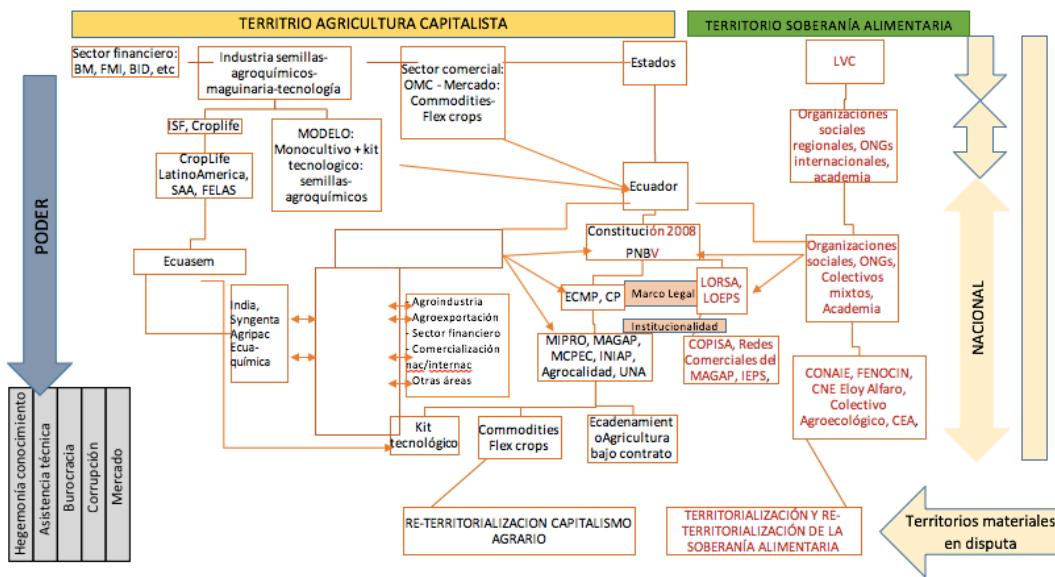 TERRITRIO AGRICULTURA CAPITALISTA
TERRITORIO SOBERANÍA ALIMENTARIA
Sector financiero:
BM, FMI, BID, etc
Industria semillas-
agroquímicos-
maquinaria-tecnología
Sector comercial:
OMC - Mercado:
Commodities-
Flex crops
Estados
LVC
ISF, Croplife
MODELO:
Monocultivo + kit
tecnologico:
semillas-
agroquímicos
Organizaciones
sociales
regionales, ONGs
internacionales,
academia
CropLife
LatinoAmerica,
SAA, FELAS
Ecuador
PODER
Ecuasem
Constitución 2008
PNBV
Organizaciones
sociales, ONGs,
Colectivos
mixtos,
Academia
NACIONAL
India,
Syngenta
Agripac
Ecua-
química
- Agroindustria
- Agroexportación
- Sector financiero
- Comercialización
nac/internac
- Otras áreas
ECMP, CP
Marco Legal
LORSA,
LOEPS
Institucionalidad
MIPRO, MAGAP,
MCPEC, INIAP,
Agrocalidad, UNA
COPISA, Redes
Comerciales del
MAGAP, IEPS,
CONAIE, FENOCIN,
CNE Eloy Alfaro,
Colectivo
Agroecológico, CEA,
Kit
tecnológico
Commodities
Flex crops
Ecadenamient
oAgricultura
bajo contrato
Hegemonía conocimiento
Asistencia técnica
Burocracia
Corrupción
Mercado
RE-TERRITORIALIZACION CAPITALISMO
AGRARIO
TERRITORIALIZACIÓN Y RE-
TERRITORIALIZACIÓN DE LA
SOBERANÍA ALIMENTARIA
Territorios materiales
en disputa